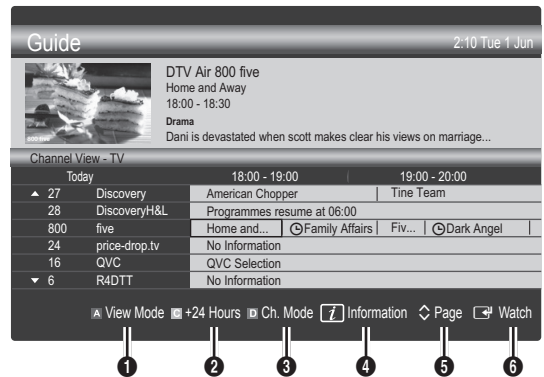 Guide 2:10 Tue 1 Jun
DTV Air 800 five
Home and Away
18:00 - 18:30
Drama
Dani is devastated when scott makes clear his views on marriage...
800 five
Channel View - TV
Today 18:00 - 19:00 19:00 - 20:00
▲ 27 Discovery American Chopper Tine Team
28 DiscoveryH&L Programmes resume at 06:00
800 five Home and... Family Affairs Fiv... Dark Angel
24 price-drop.tv No Information
16 QVC QVC Selection
▼ 6 R4DTT No Information
A View Mode C +24 Hours D Ch. Mode i Information Page Watch
1 2 3 4 5 6